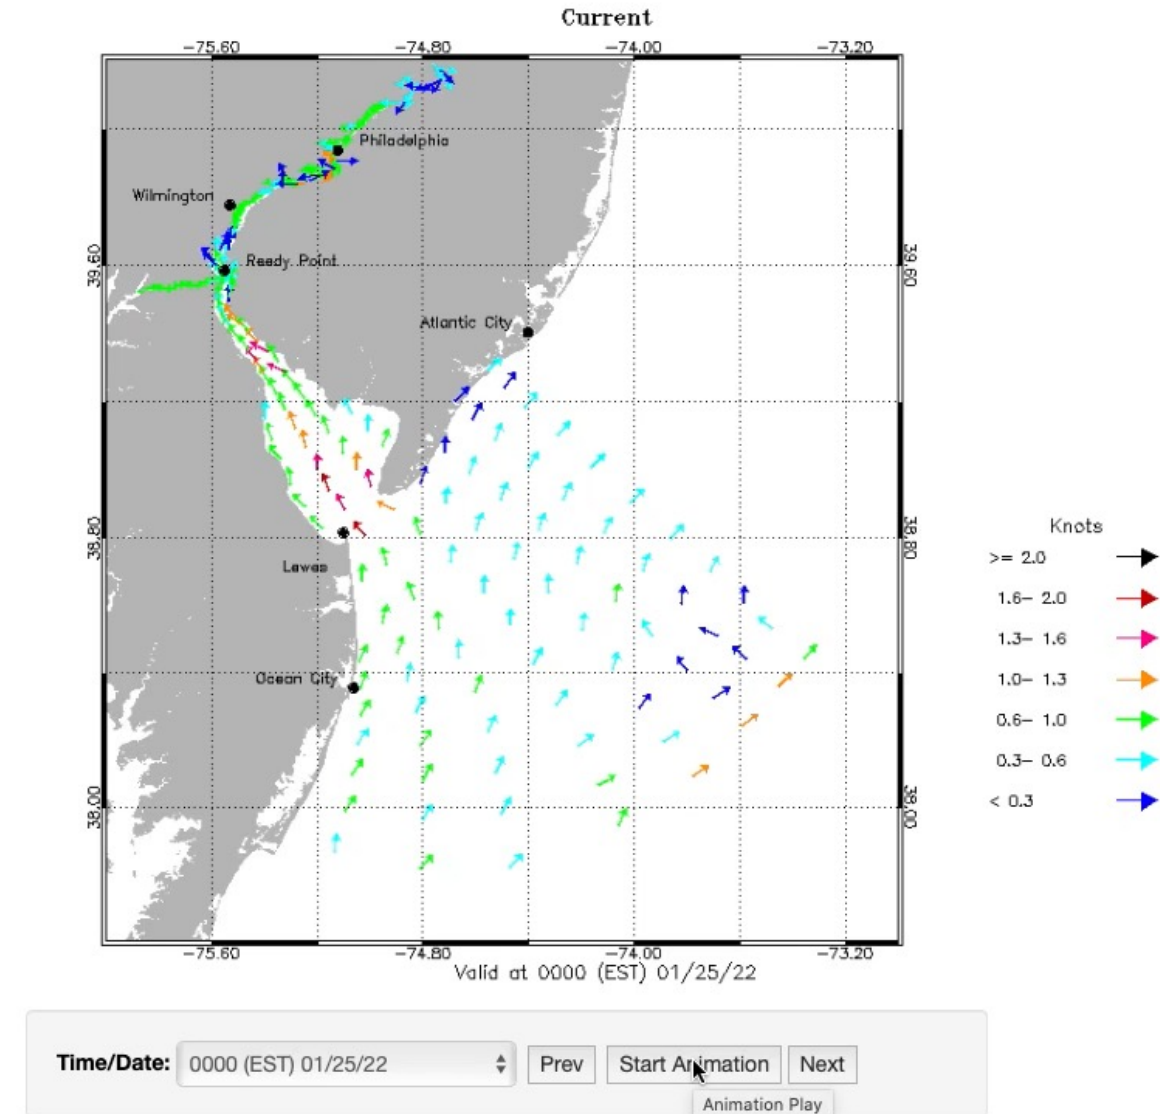 Current
-75.60 -74.80 -74.00 -73.20
Philadelphia
Wilmington
Reedy Point
39.60 39.60
Atlantic City
38.80 38.80
Lewes
Ocean City
38.00 38.00
Knots
>= 2.0
1.6- 2.0
1.3- 1.6
1.0- 1.3
0.6- 1.0
0.3- 0.6
< 0.3
-75.60 -74.80 -74.00 -73.20
Valid at 0000 (EST) 01/25/22
Time/Date: 0000 (EST) 01/25/22 Prev Start Animation Next
Animation Play